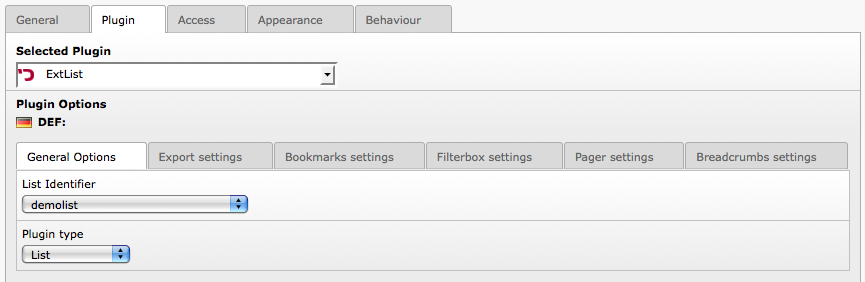 General Plugin Access Appearance Behaviour
Selected Plugin
ExtList
Plugin Options
DEF:
General Options Export settings Bookmarks settings Filterbox settings Pager settings Breadcrumbs settings
List Identifier
demolist
Plugin type
List